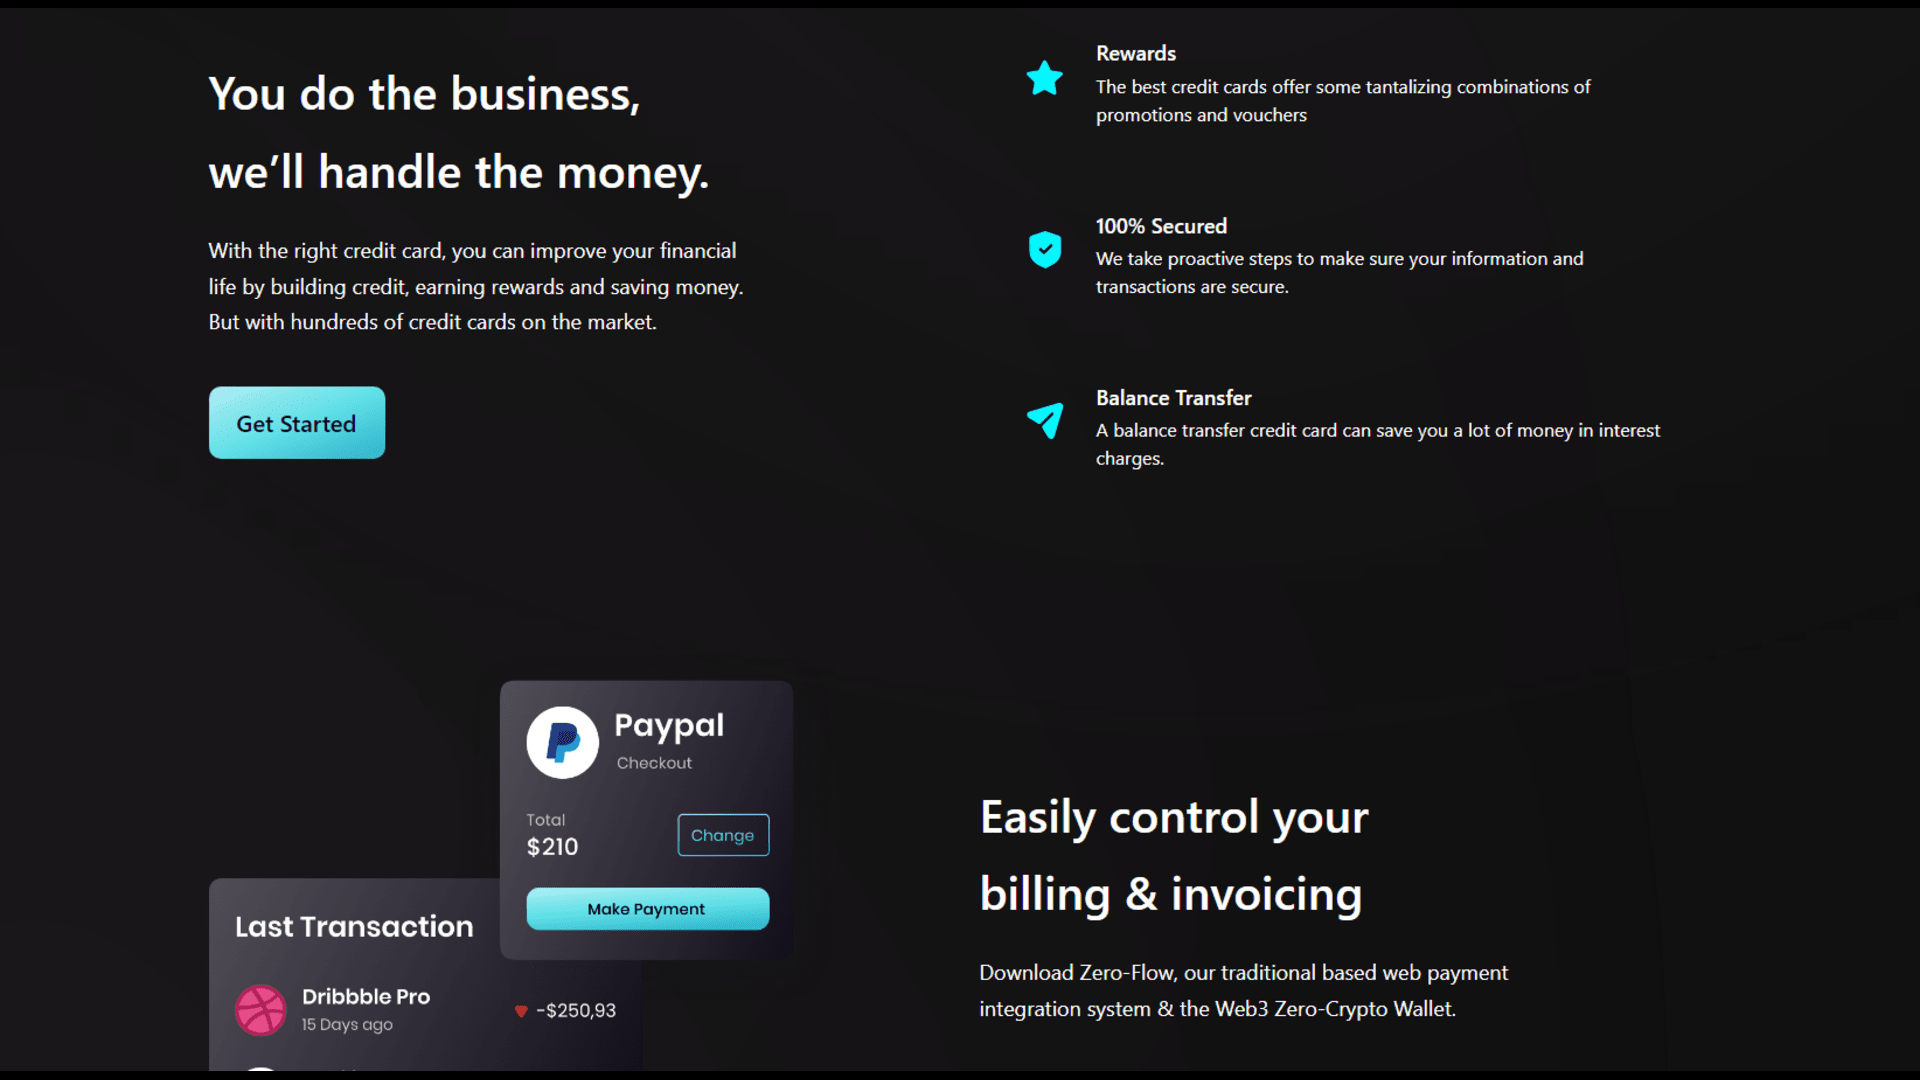 You do the business,
we’ll handle the money.
With the right credit card, you can improve your financial
life by building credit, earning rewards and saving money.
But with hundreds of credit cards on the market.
Get Started
Rewards
The best credit cards offer some tantalizing combinations of
promotions and vouchers
100% Secured
We take proactive steps to make sure your information and
transactions are secure.
Balance Transfer
A balance transfer credit card can save you a lot of money in interest
charges.
Paypal
Checkout
Total
$210
Change
Make Payment
Last Transaction
Dribbble Pro
15 Days ago
-$250,93
Easily control your
billing & invoicing
Download Zero-Flow, our traditional based web payment
integration system & the Web3 Zero-Crypto Wallet.